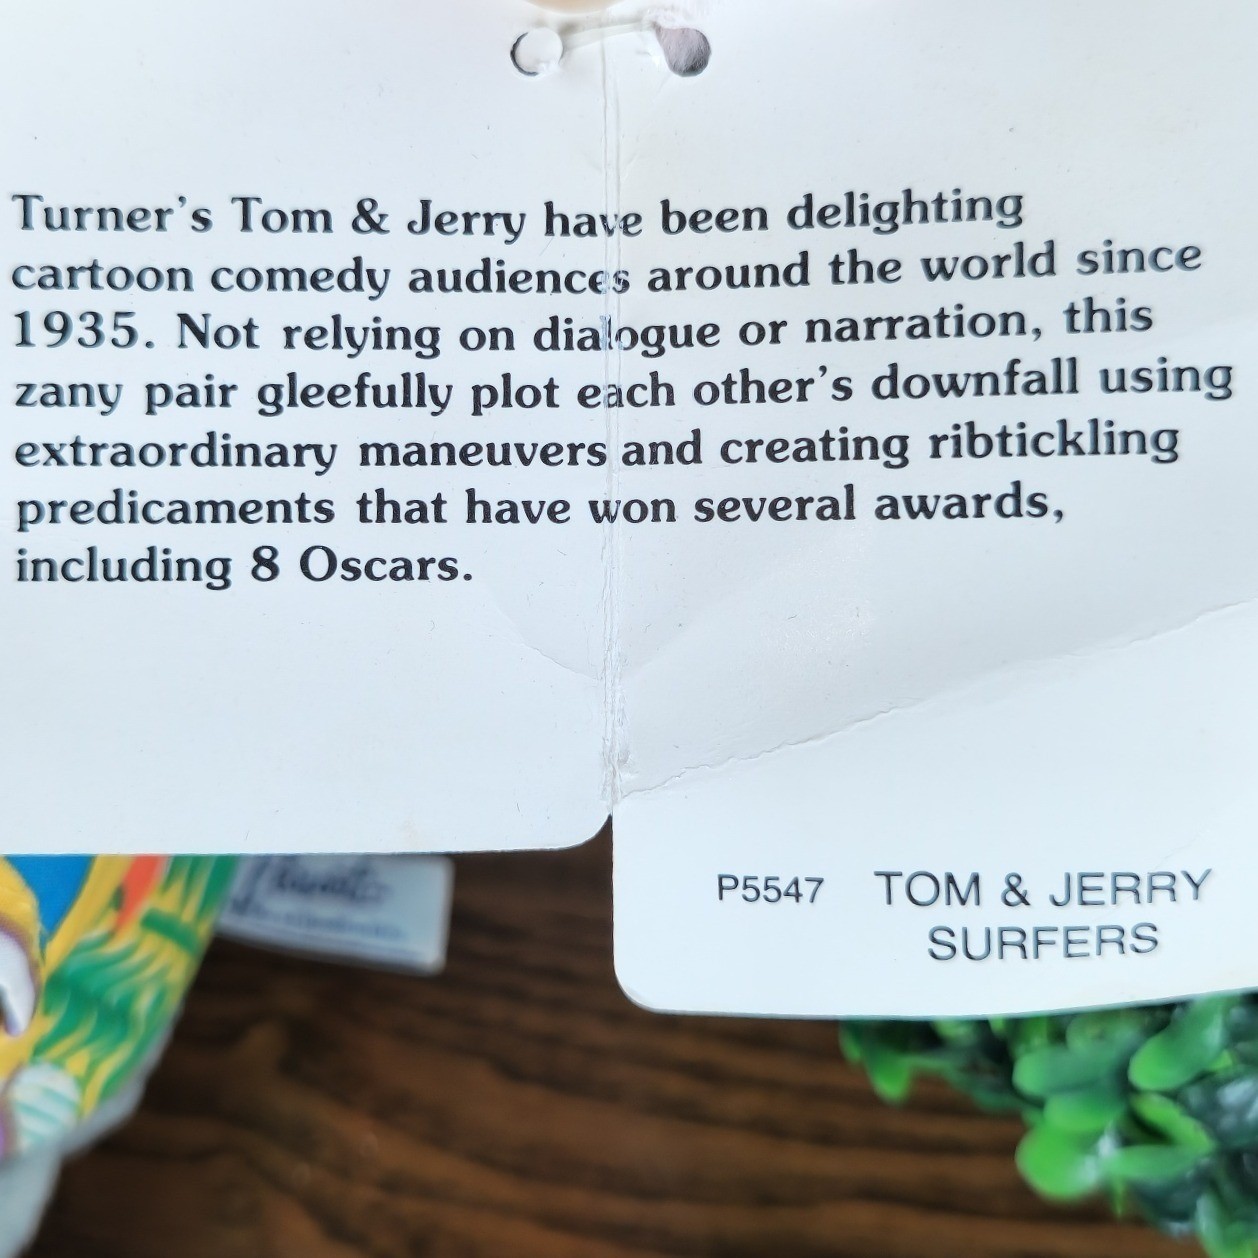 Turner's Tom & Jerry have been delighting
cartoon comedy audiences around the world since
1935. Not relying on dialogue or narration, this
zany pair gleefully plot each other's downfall using
extraordinary maneuvers and creating ribtickling
predicaments that have won several awards,
including 8 Oscars.
P5547 TOM & JERRY
SURFERS